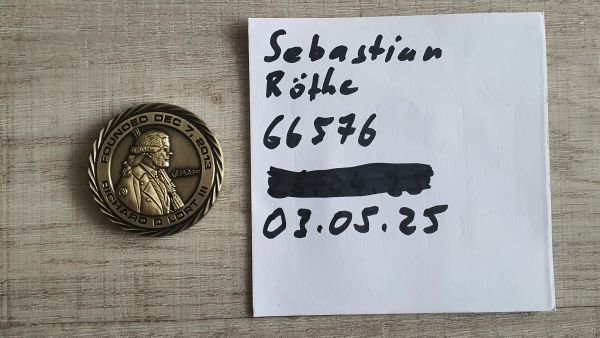 FOUNDED DEC 7, 2013
RICHARD D LORT III
Sebastian
Röthe
66576
03.05.25